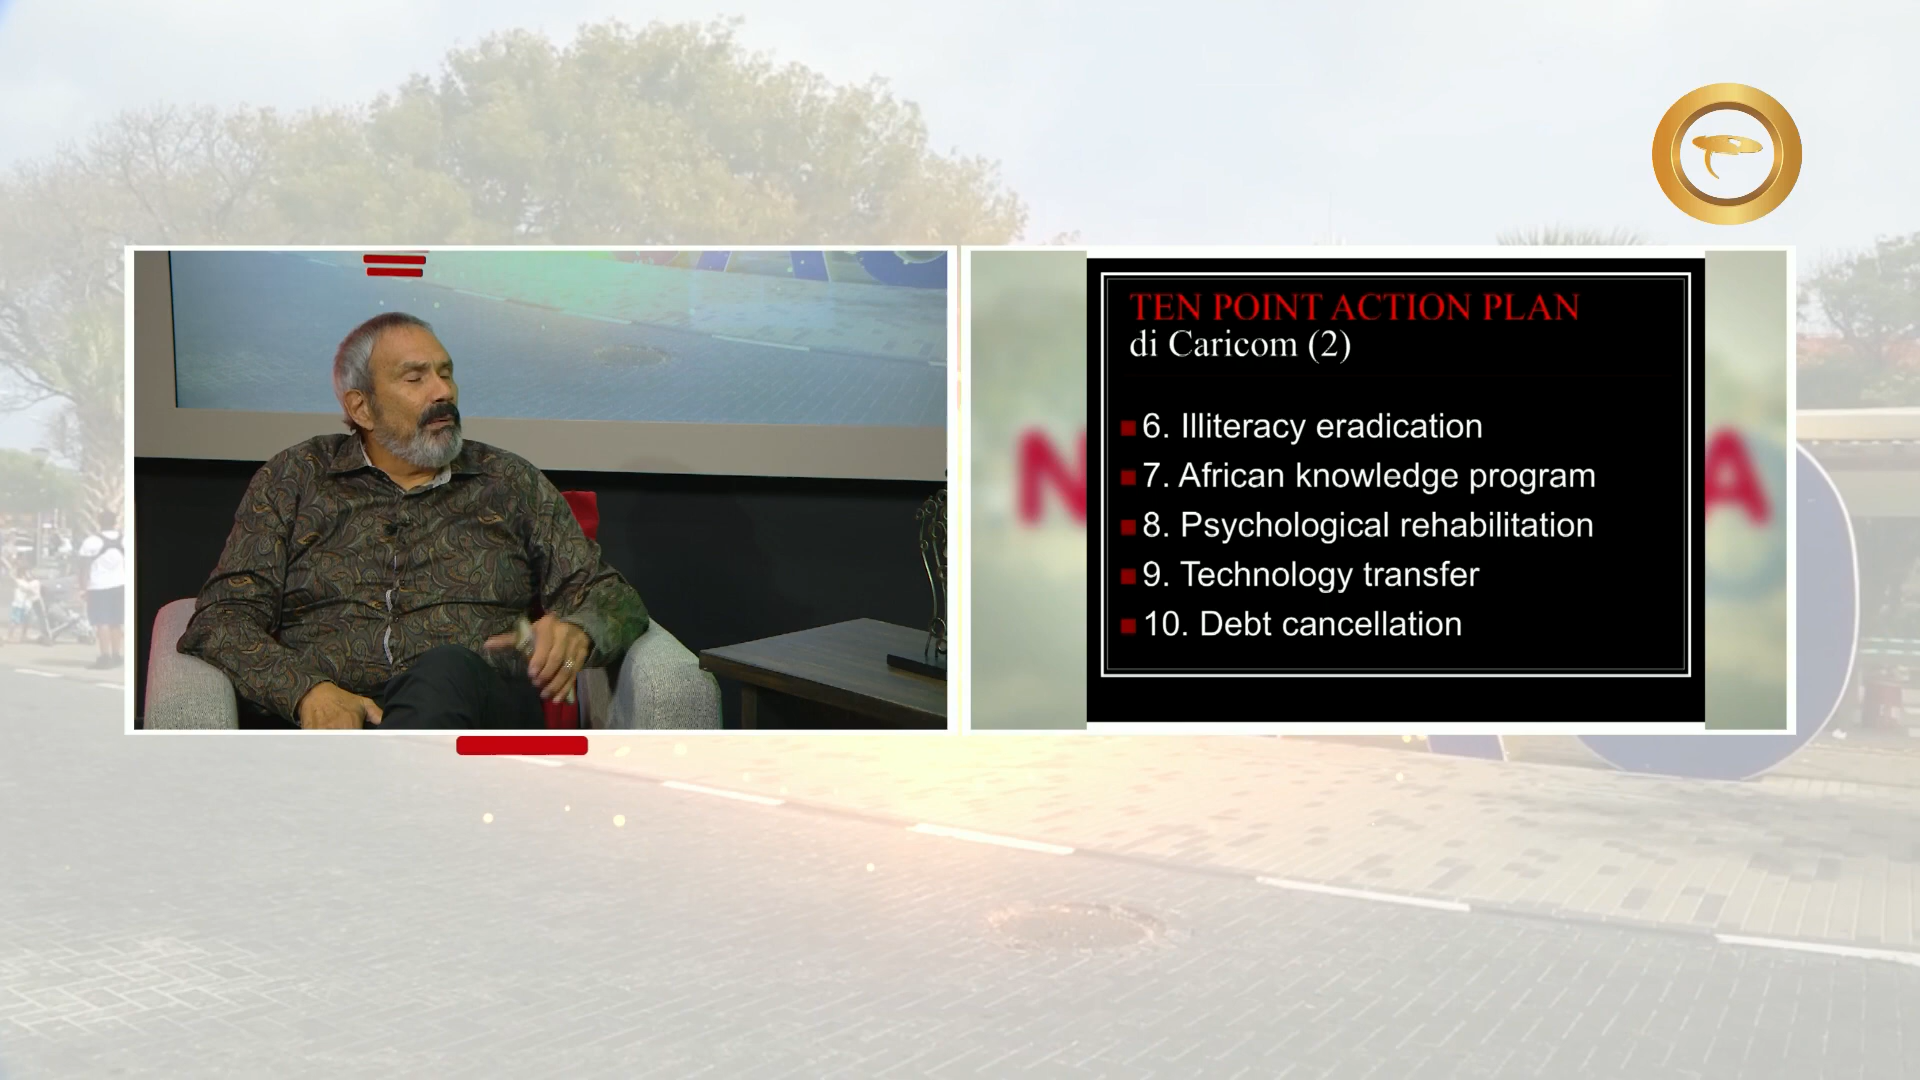 TEN POINT ACTION PLAN
di Caricom (2)
6. Illiteracy eradication
7. African knowledge program
8. Psychological rehabilitation
9. Technology transfer
10. Debt cancellation